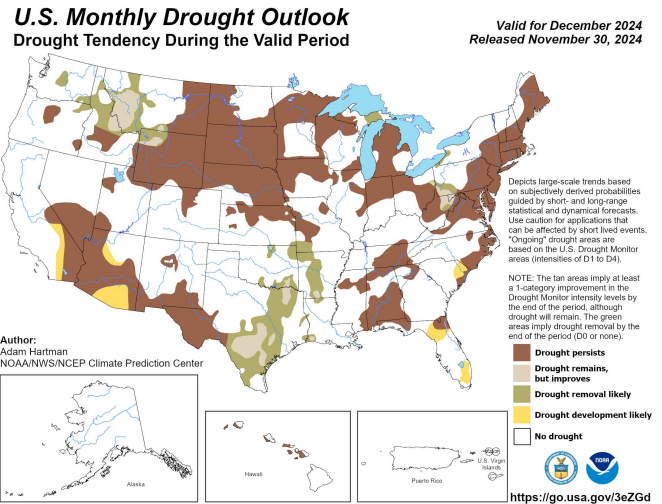 U.S. Monthly Drought Outlook
Drought Tendency During the Valid Period
Valid for December 2024
Released November 30, 2024
Depicts large-scale trends based
on subjectively derived probabilities
guided by short- and long-range
statistical and dynamical forecasts.
Use caution for applications that
can be affected by short lived events.
"Ongoing" drought areas are
based on the U.S. Drought Monitor
areas (intensities of D1 to D4).
NOTE: The tan areas imply at least
a 1-category improvement in the
Drought Monitor intensity levels by
the end of the period, although
drought will remain. The green
areas imply drought removal by the
end of the period (D0 or none).
Author:
Adam Hartman
NOAA/NWS/NCEP Climate Prediction Center
Drought persists
Drought remains,
but improves
Drought removal likely
Drought development likely
No drought
Alaska
Hawaii
Puerto Rico
U.S. Virgin
Islands
NOAA
https://go.usa.gov/3eZGd